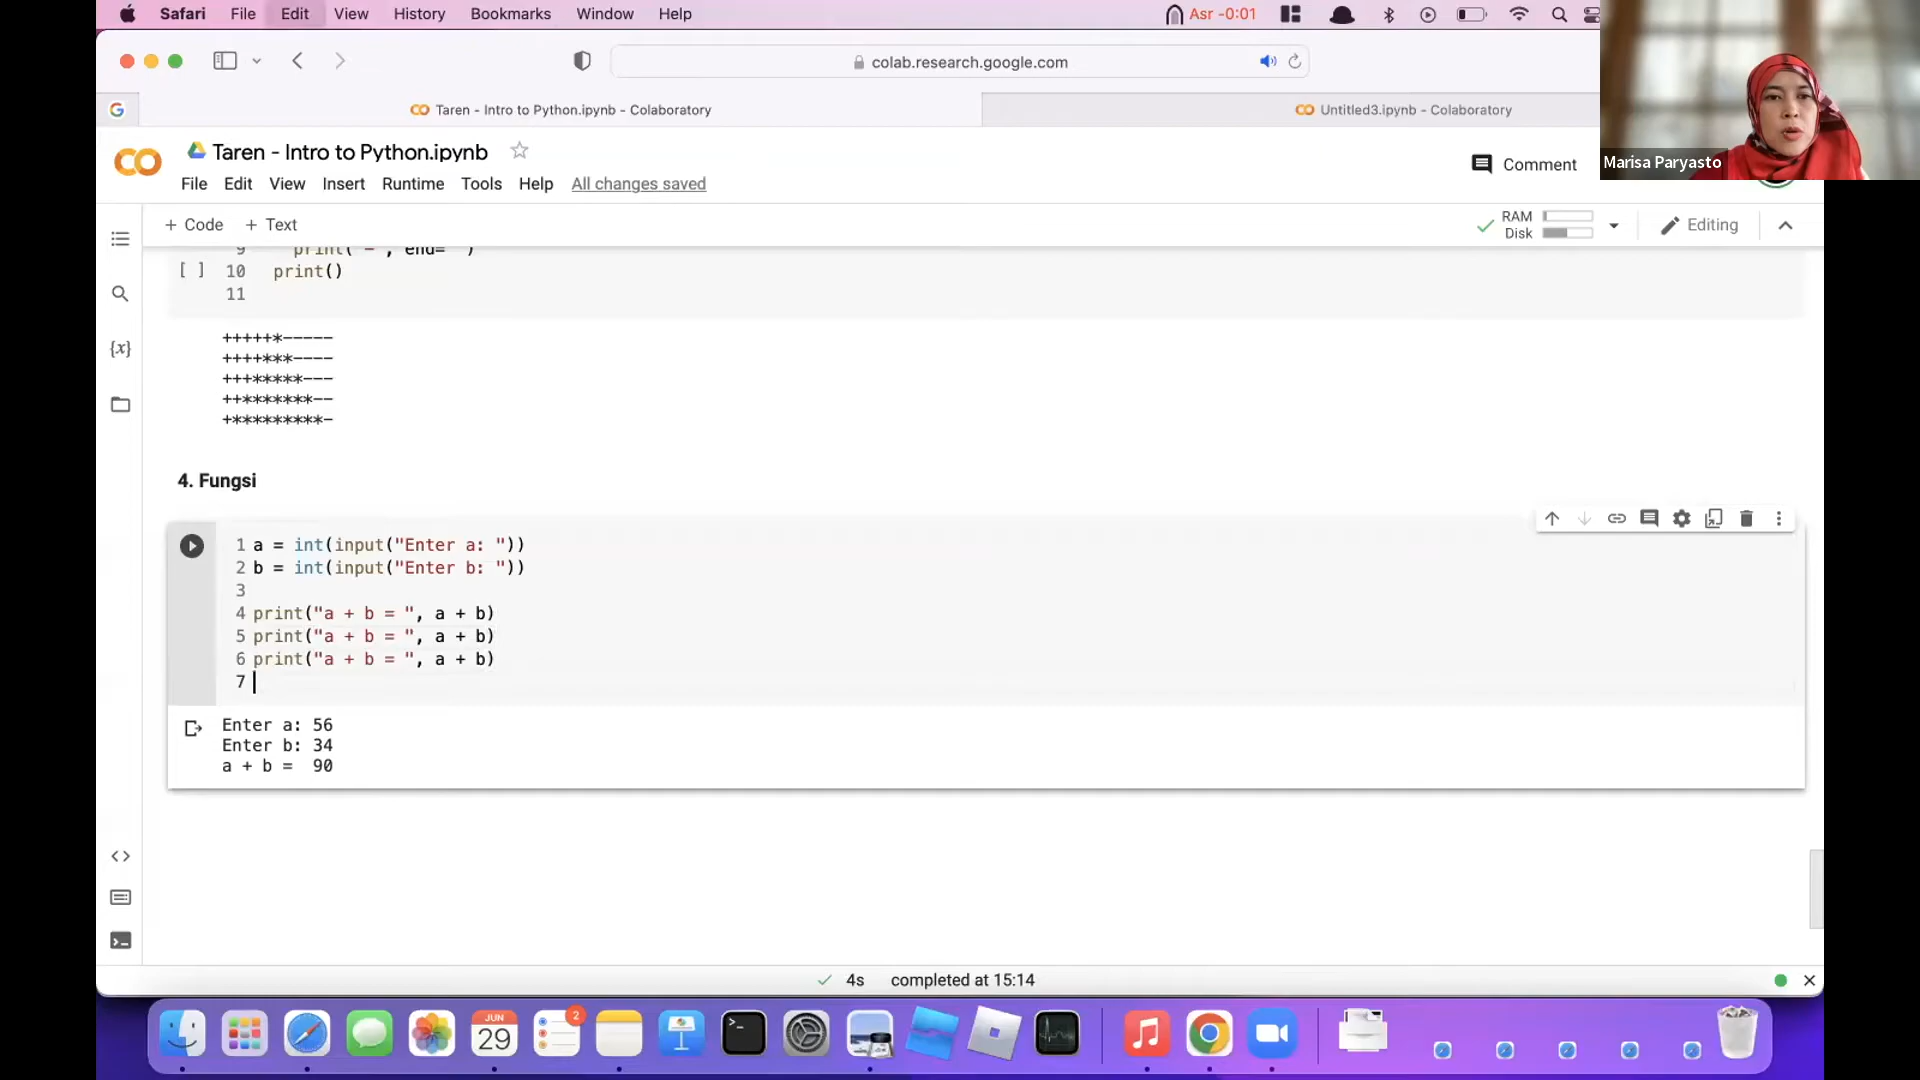 Safari File Edit View History Bookmarks Window Help Asr -0:01
colab.research.google.com
Taren - Intro to Python.ipynb - Colaboratory
Untitled3.ipynb - Colaboratory
Taren - Intro to Python.ipynb
Comment
Marisa Paryasto
File Edit View Insert Runtime Tools Help All changes saved
+ Code + Text
RAM
Disk
Editing
9 print("-", end=" ")
[ ] 10 print()
11
+++++*-----
++++***----
+++*****---
++*******--
+*********-
4. Fungsi
1 a = int(input("Enter a: "))
2 b = int(input("Enter b: "))
3
4 print("a + b = ", a + b)
5 print("a + b = ", a + b)
6 print("a + b = ", a + b)
7
Enter a: 56
Enter b: 34
a + b =  90
4s completed at 15:14
JUN
29
2